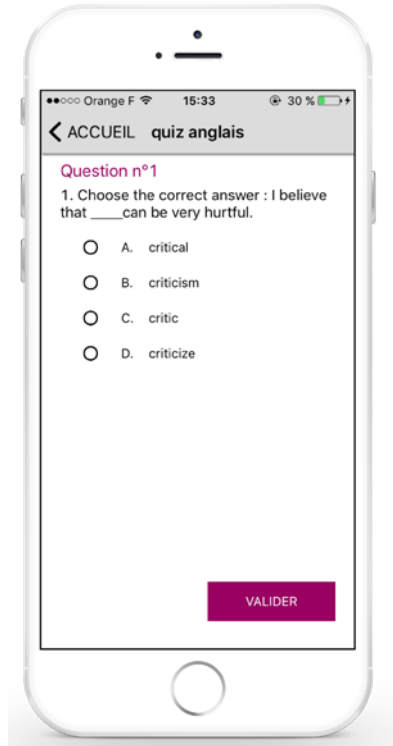 Orange F 15:33 30 %
ACCUEIL quiz anglais
Question n°1
1. Choose the correct answer : I believe
that ____can be very hurtful.
A. critical
B. criticism
C. critic
D. criticize
VALIDER